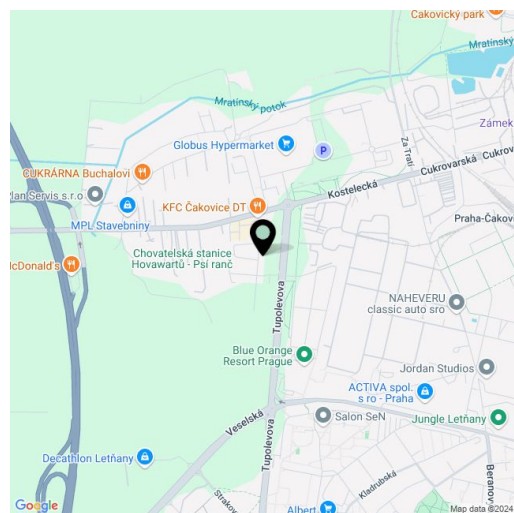 Cakovický park
Mratínský
Mratínský potok
Za Tratí
Zámek
Globus Hypermarket
P
CUKRÁRNA Buchalovi
Plan Servis s.r.o
Cukrovarská
Cukrov
Kostelecká
KFC Čakovice DT
MPL Stavebniny
Praha-Čakov
Chovatelská stanice
Hovawartů - Psí ranč
McDonald's
Tupolevova
NAHEVERU
classic auto sro
Blue Orange
Resort Prague
Jordan Studios
ACTIVA spol.
s ro - Praha
Veselská
Salon SeN
Jungle Letňany
Tupolevova
Decathlon Letňany
Kladrubská
Beranov
Strakov
Albert
Google
Map data ©2024